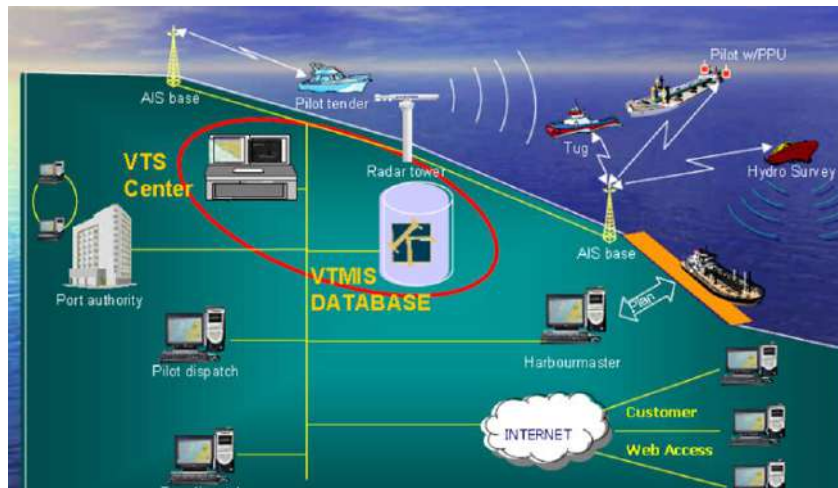 Pilot w/PPU
AIS base
Pilot tender
Tug
VTS
Center
Radar tower
Hydro Survey
AIS base
Port authority
VTMIS
DATABASE
Plan
Pilot dispatch
Harbourmaster
INTERNET
Customer
Web Access